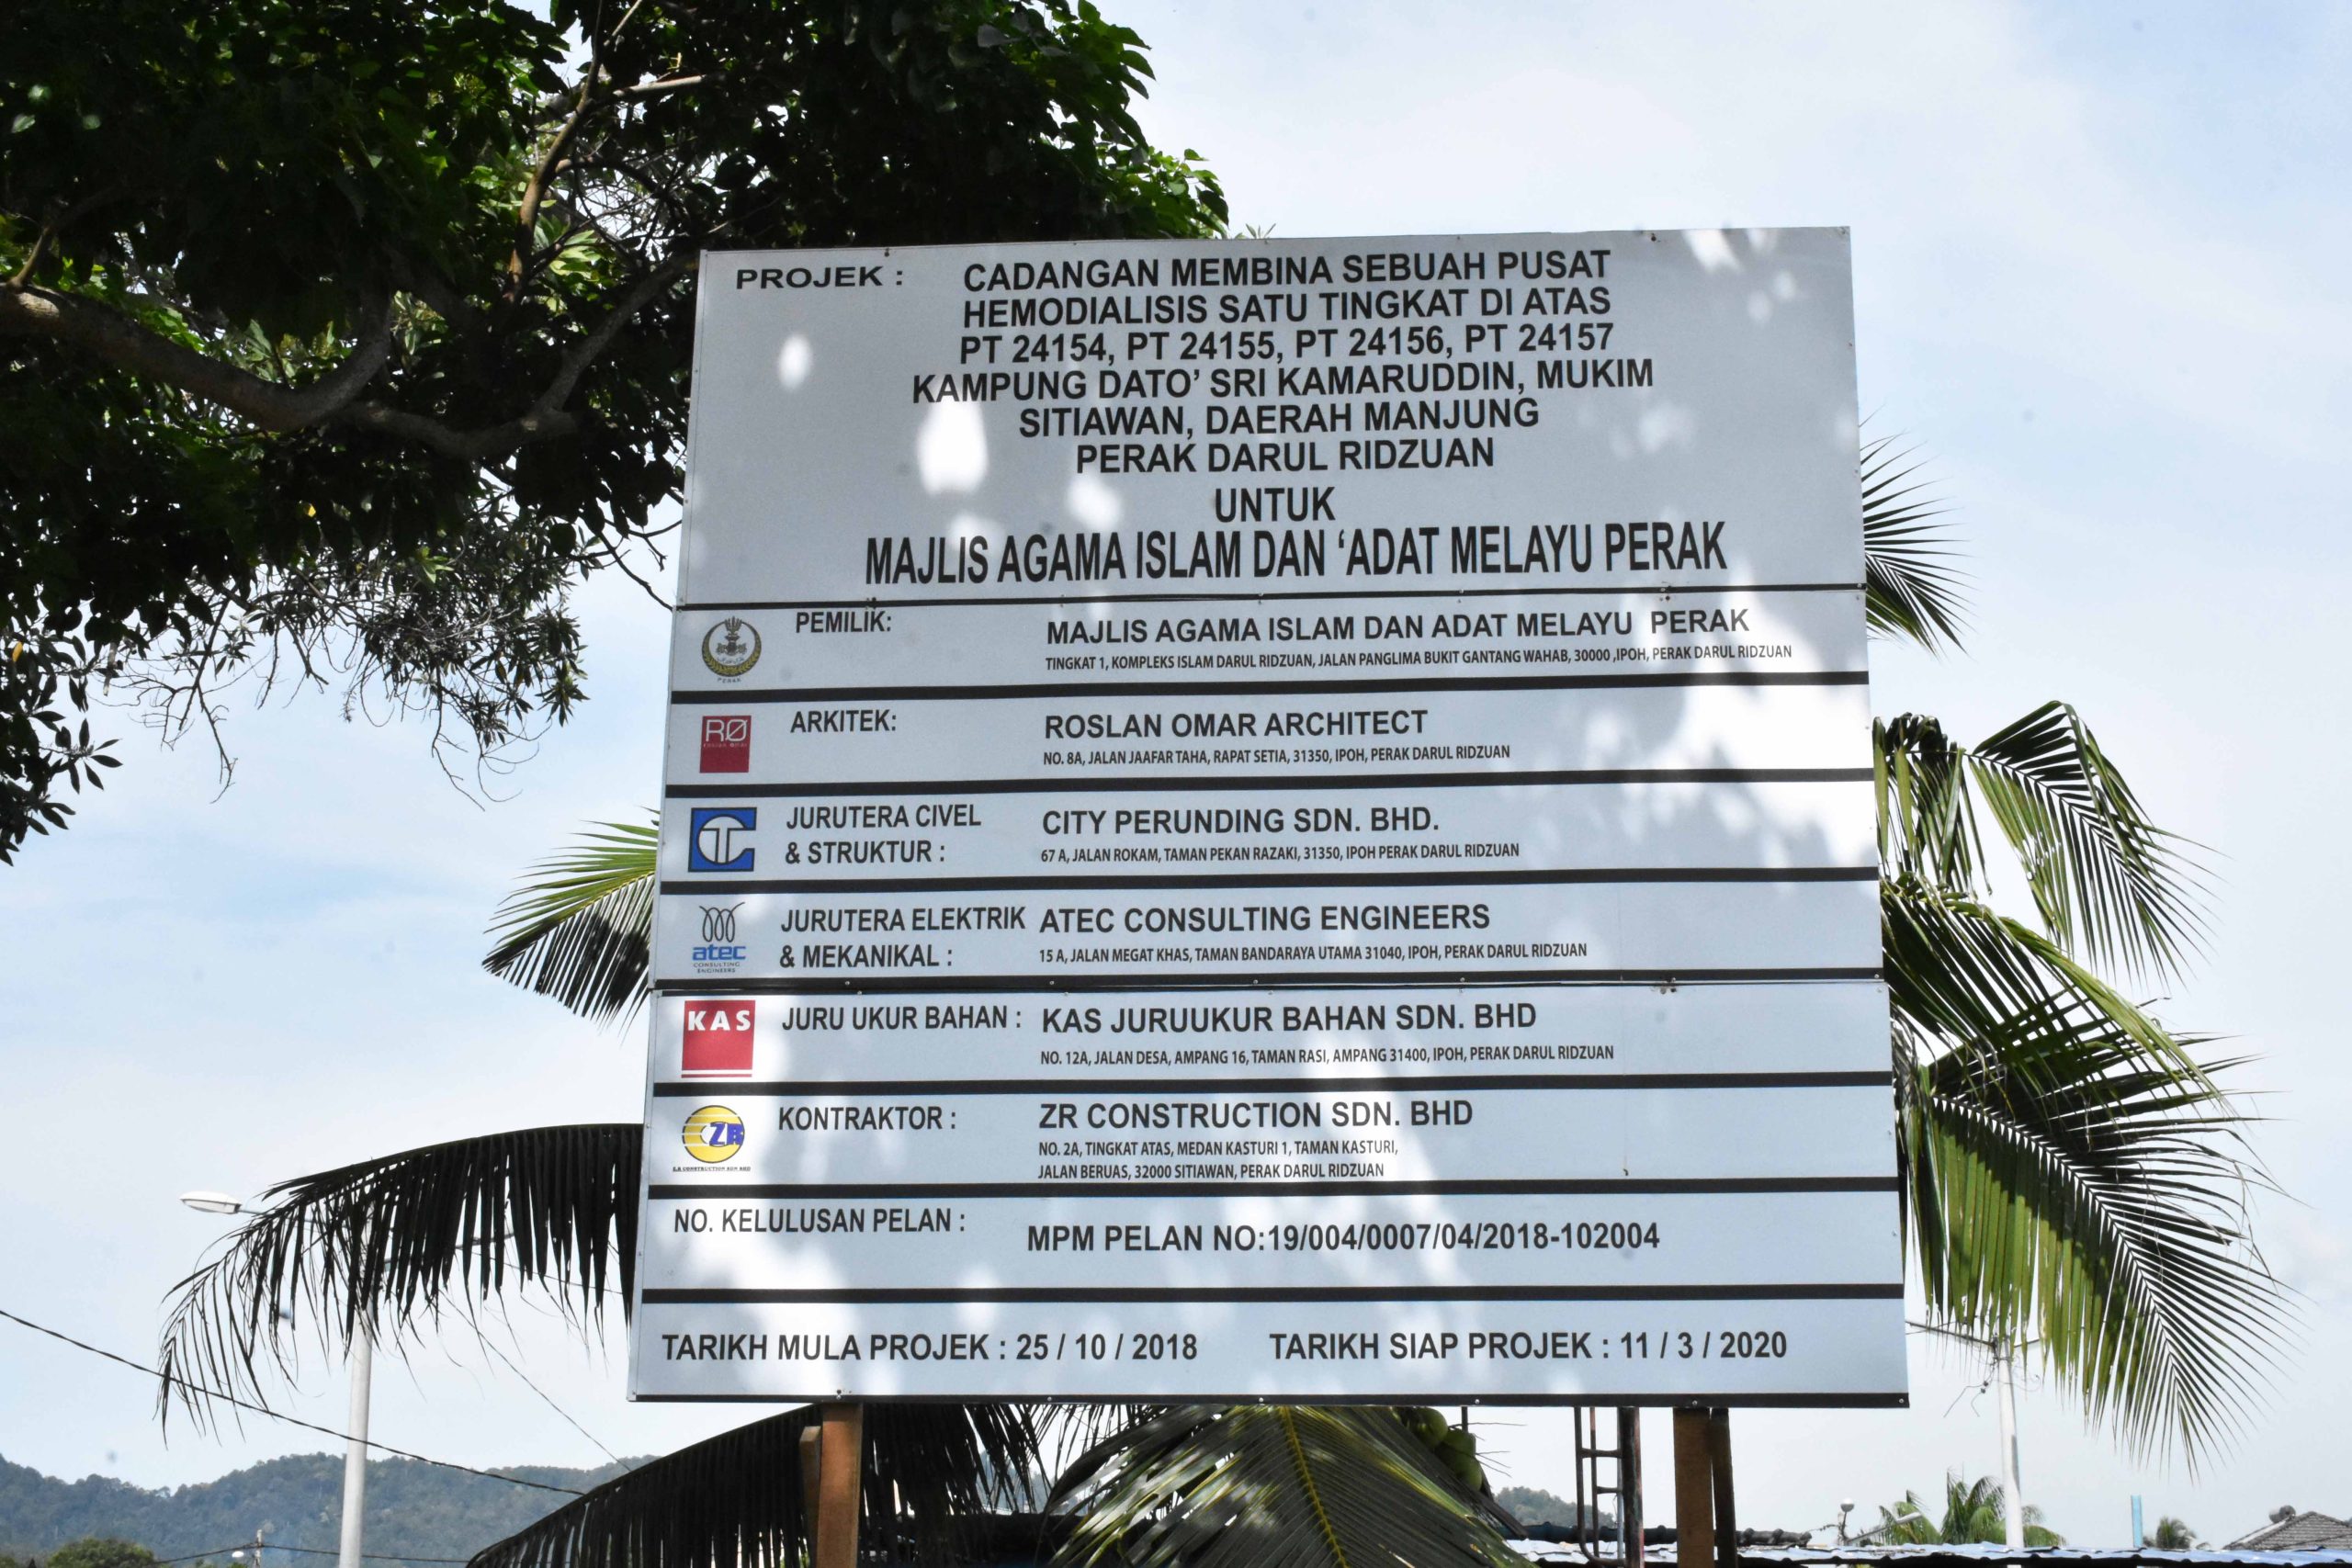 PROJEK : CADANGAN MEMBINA SEBUAH PUSAT
HEMODIALISIS SATU TINGKAT DI ATAS
PT 24154, PT 24155, PT 24156, PT 24157
KAMPUNG DATO’ SRI KAMARUDDIN, MUKIM
SITIAWAN, DAERAH MANJUNG
PERAK DARUL RIDZUAN
UNTUK
MAJLIS AGAMA ISLAM DAN ‘ADAT MELAYU PERAK
PERAK
PEMILIK: MAJLIS AGAMA ISLAM DAN ADAT MELAYU PERAK
TINGKAT 1, KOMPLEKS ISLAM DARUL RIDZUAN, JALAN PANGLIMA BUKIT GANTANG WAHAB, 30000 ,IPOH, PERAK DARUL RIDZUAN
RØ
ARKITEK: ROSLAN OMAR ARCHITECT
NO. 8A, JALAN JAAFAR TAHA, RAPAT SETIA, 31350, IPOH, PERAK DARUL RIDZUAN
JURUTERA CIVEL
& STRUKTUR :
CITY PERUNDING SDN. BHD.
67 A, JALAN ROKAM, TAMAN PEKAN RAZAKI, 31350, IPOH PERAK DARUL RIDZUAN
atec
CONSULTING
ENGINEERS
JURUTERA ELEKTRIK
& MEKANIKAL :
ATEC CONSULTING ENGINEERS
15 A, JALAN MEGAT KHAS, TAMAN BANDARAYA UTAMA 31040, IPOH, PERAK DARUL RIDZUAN
KAS
JURU UKUR BAHAN : KAS JURUUKUR BAHAN SDN. BHD
NO. 12A, JALAN DESA, AMPANG 16, TAMAN RASI, AMPANG 31400, IPOH, PERAK DARUL RIDZUAN
ZR
KONTRAKTOR : ZR CONSTRUCTION SDN. BHD
NO. 2A, TINGKAT ATAS, MEDAN KASTURI 1, TAMAN KASTURI,
JALAN BERUAS, 32000 SITIAWAN, PERAK DARUL RIDZUAN
NO. KELULUSAN PELAN : MPM PELAN NO:19/004/0007/04/2018-102004
TARIKH MULA PROJEK : 25 / 10 / 2018 TARIKH SIAP PROJEK : 11 / 3 / 2020